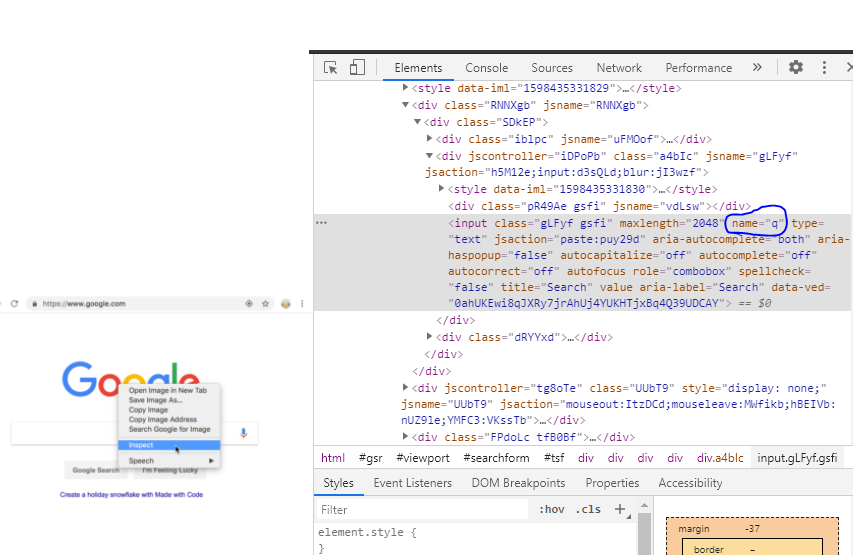 https://www.google.com
Google
Open Image in New Tab
Save Image As...
Copy Image
Copy Image Address
Search Google for Image
Inspect
Speech
Google Search
I'm Feeling Lucky
Create a holiday snowflake with Made with Code
Elements Console Sources Network Performance »
<style data-iml="1598435331829">…</style>
<div class="RNNXgb" jsname="RNNXgb">
<div class="SDkEP">
<div class="iblpc" jsname="uFMOof">…</div>
<div jscontroller="iDPoPb" class="a4bIc" jsname="gLFyf"
jsaction="h5M12e;input:d3sQLd;blur:jI3wzf">
<style data-iml="1598435331830">…</style>
<div class="pR49Ae gsfi" jsname="vdLsw"></div>
<input class="gLFyf gsfi" maxlength="2048" name="q" type=
"text" jsaction="paste:puy29d" aria-autocomplete="both" aria-
haspopup="false" autocapitalize="off" autocomplete="off"
autocorrect="off" autofocus role="combobox" spellcheck=
"false" title="Search" value aria-label="Search" data-ved=
"0ahUKEwi8qJXRy7jrAhUj4YUKHTjxBq4Q39UDCAY"> == $0
</div>
<div class="dRYYxd">…</div>
</div>
</div>
<div jscontroller="tg8oTe" class="UUbT9" style="display: none;"
jsname="UUbT9" jsaction="mouseout:ItzDCd;mouseleave:MWfikb;hBEIVb:
nUZ9le;YMFC3:VKssTb">…</div>
<div class="FPdoLc tfB0Bf">…</div>
html #gsr #viewport #searchform #tsf div div div div.a4bIc input.gLFyf.gsfi
Styles Event Listeners DOM Breakpoints Properties Accessibility
Filter :hov .cls +
element.style {
}
margin -37
border –